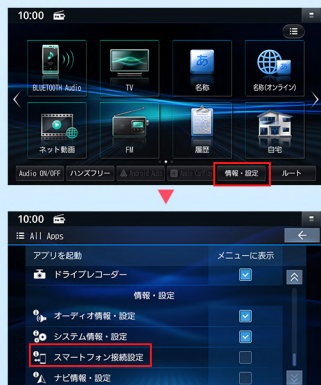 10:00
BLUETOOTH Audio
TV
あ
名称
名称(オンライン)
ネット動画
FM
履歴
自宅
Audio ON/OFF ハンズフリー Android Auto Apple CarPlay 情報・設定 ルート
10:00
All Apps
アプリを起動 メニューに表示
ドライブレコーダー
情報・設定
オーディオ情報・設定
システム情報・設定
スマートフォン接続設定
ナビ情報・設定